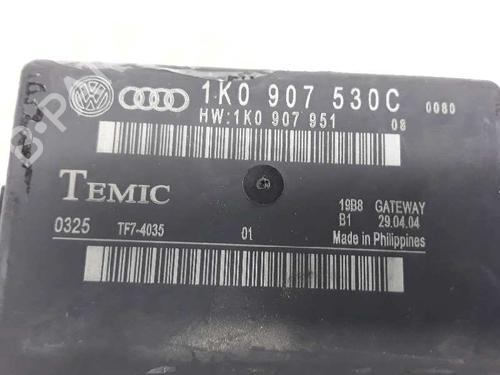 1K0 907 530C 0080
HW:1K0 907 951 08
TEMIC
19B8 GATEWAY
0325 TF7-4035 01 B1 29.04.04
Made in Philippines